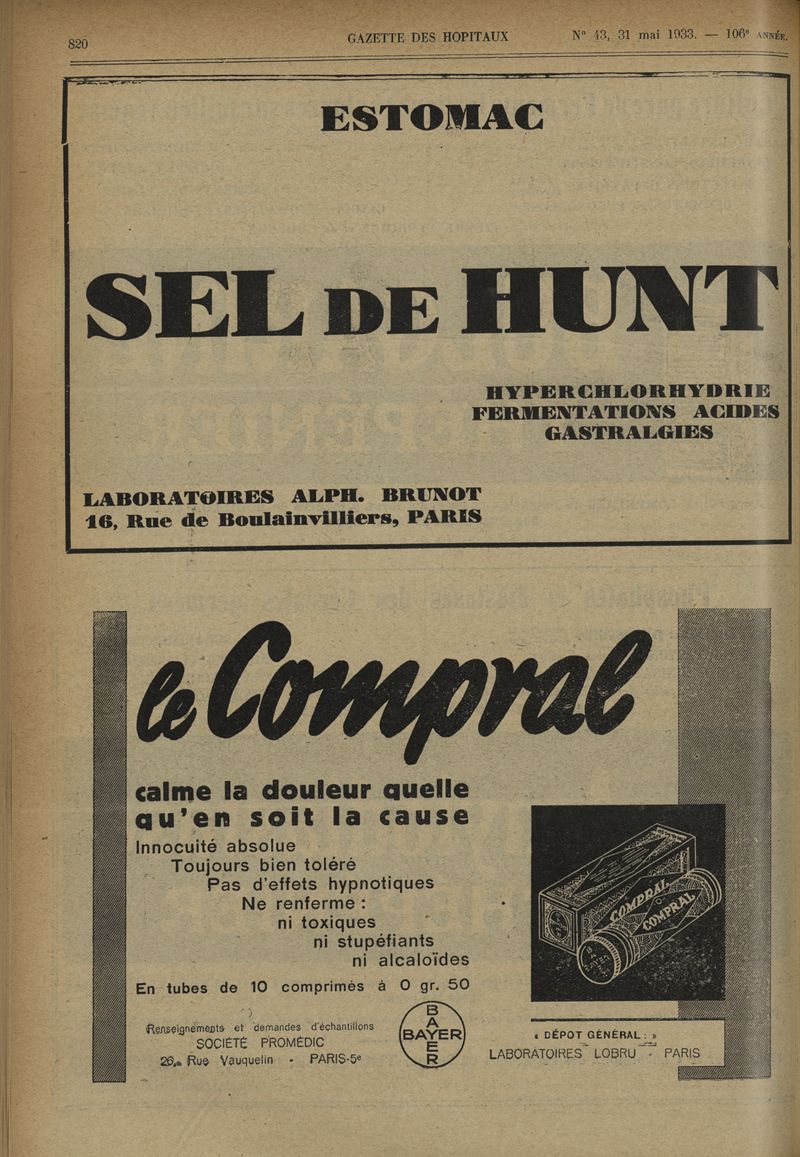 820
GAZETTE DES HOPITAUX
N° 43, 31 mai 1933. — 106e ANNÉE.
ESTOMAC
SEL DE HUNT
HYPERCHLORHYDRIE
FERMENTATIONS ACIDES
GASTRALGIES
LABORATOIRES ALPH. BRUNOT
16, Rue de Boulainvilliers, PARIS
le Compral
calme la douleur quelle
qu'en soit la cause
Innocuité absolue
Toujours bien toléré
Pas d'effets hypnotiques
Ne renferme :
ni toxiques
ni stupéfiants
ni alcaloïdes
En tubes de 10 comprimés à 0 gr. 50
COMPRAL
COMPRAL
Renseignements et demandes d'échantillons
SOCIÉTÉ PROMÉDIC
26, Rue Vauquelin - PARIS-5e
BAYER
BAYER
« DÉPOT GÉNÉRAL : »
LABORATOIRES LOBRU - PARIS